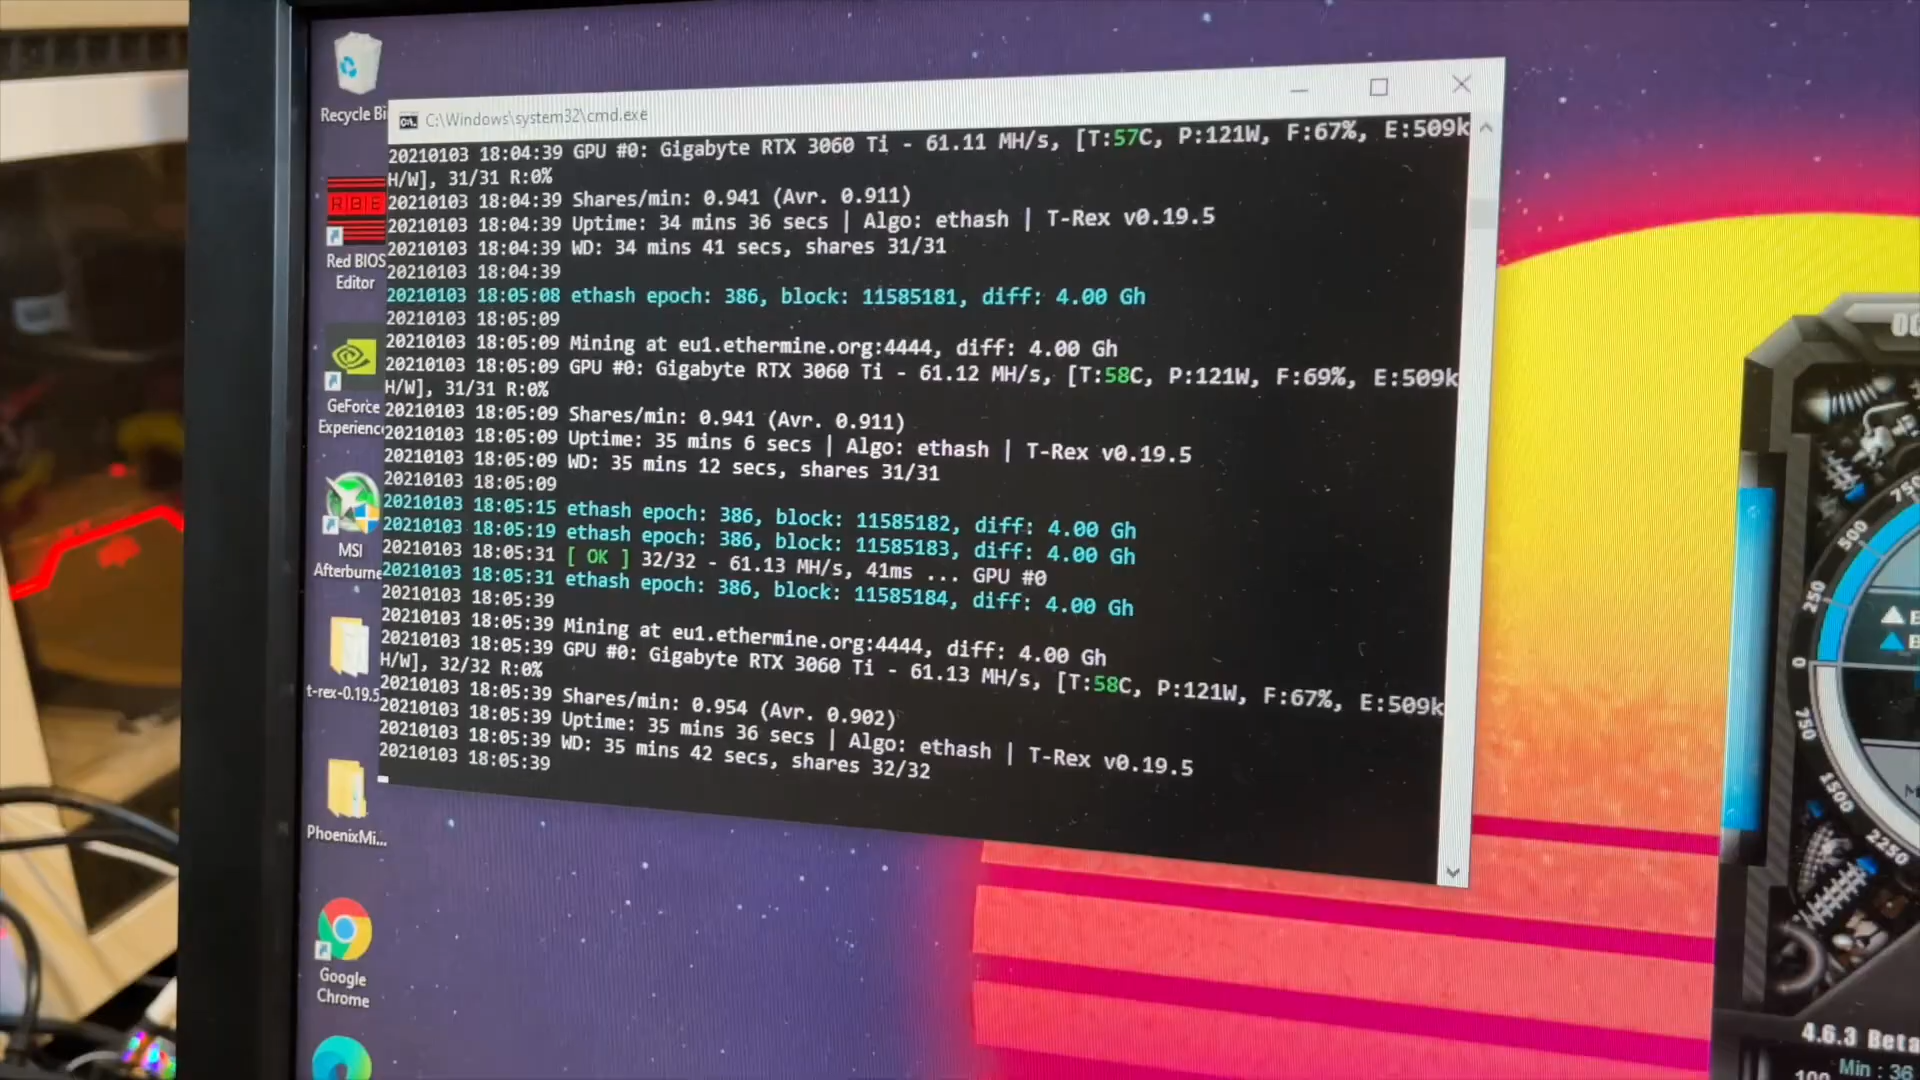 Recycle Bi
C:\Windows\system32\cmd.exe
20210103 18:04:39 GPU #0: Gigabyte RTX 3060 Ti - 61.11 MH/s, [T:57C, P:121W, F:67%, E:509k
H/W], 31/31 R:0%
20210103 18:04:39 Shares/min: 0.941 (Avr. 0.911)
20210103 18:04:39 Uptime: 34 mins 36 secs | Algo: ethash | T-Rex v0.19.5
20210103 18:04:39 WD: 34 mins 41 secs, shares 31/31
20210103 18:04:39
20210103 18:05:08 ethash epoch: 386, block: 11585181, diff: 4.00 Gh
20210103 18:05:09
20210103 18:05:09 Mining at eu1.ethermine.org:4444, diff: 4.00 Gh
20210103 18:05:09 GPU #0: Gigabyte RTX 3060 Ti - 61.12 MH/s, [T:58C, P:121W, F:69%, E:509k
H/W], 31/31 R:0%
20210103 18:05:09 Shares/min: 0.941 (Avr. 0.911)
20210103 18:05:09 Uptime: 35 mins 6 secs | Algo: ethash | T-Rex v0.19.5
20210103 18:05:09 WD: 35 mins 12 secs, shares 31/31
20210103 18:05:09
20210103 18:05:15 ethash epoch: 386, block: 11585182, diff: 4.00 Gh
20210103 18:05:19 ethash epoch: 386, block: 11585183, diff: 4.00 Gh
20210103 18:05:31 [ OK ] 32/32 - 61.13 MH/s, 41ms ... GPU #0
20210103 18:05:31 ethash epoch: 386, block: 11585184, diff: 4.00 Gh
20210103 18:05:39
20210103 18:05:39 Mining at eu1.ethermine.org:4444, diff: 4.00 Gh
20210103 18:05:39 GPU #0: Gigabyte RTX 3060 Ti - 61.13 MH/s, [T:58C, P:121W, F:67%, E:509k
H/W], 32/32 R:0%
20210103 18:05:39 Shares/min: 0.954 (Avr. 0.902)
20210103 18:05:39 Uptime: 35 mins 36 secs | Algo: ethash | T-Rex v0.19.5
20210103 18:05:39 WD: 35 mins 42 secs, shares 32/32
20210103 18:05:39
RBE
Red BIOS
Editor
GeForce
Experience
MSI
Afterburne
t-rex-0.19.5
PhoenixMi...
Google
Chrome
OC
750
500
250
0
750
1500
2250
4.6.3 Beta
Min : 36
100